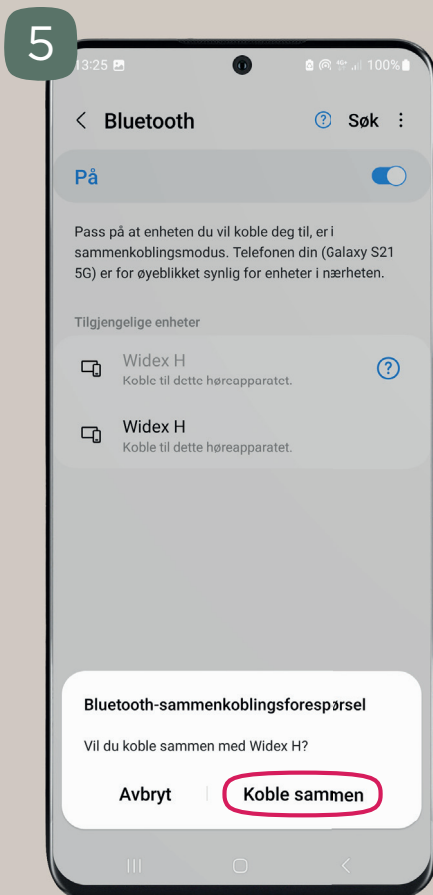 5
13:25 4G+ 100%
Bluetooth ? Søk
På
Pass på at enheten du vil koble deg til, er i
sammenkoblingsmodus. Telefonen din (Galaxy S21
5G) er for øyeblikket synlig for enheter i nærheten.
Tilgjengelige enheter
Widex H ?
Koble til dette høreapparatet.
Widex H
Koble til dette høreapparatet.
Bluetooth-sammenkoblingsforespørsel
Vil du koble sammen med Widex H?
Avbryt Koble sammen